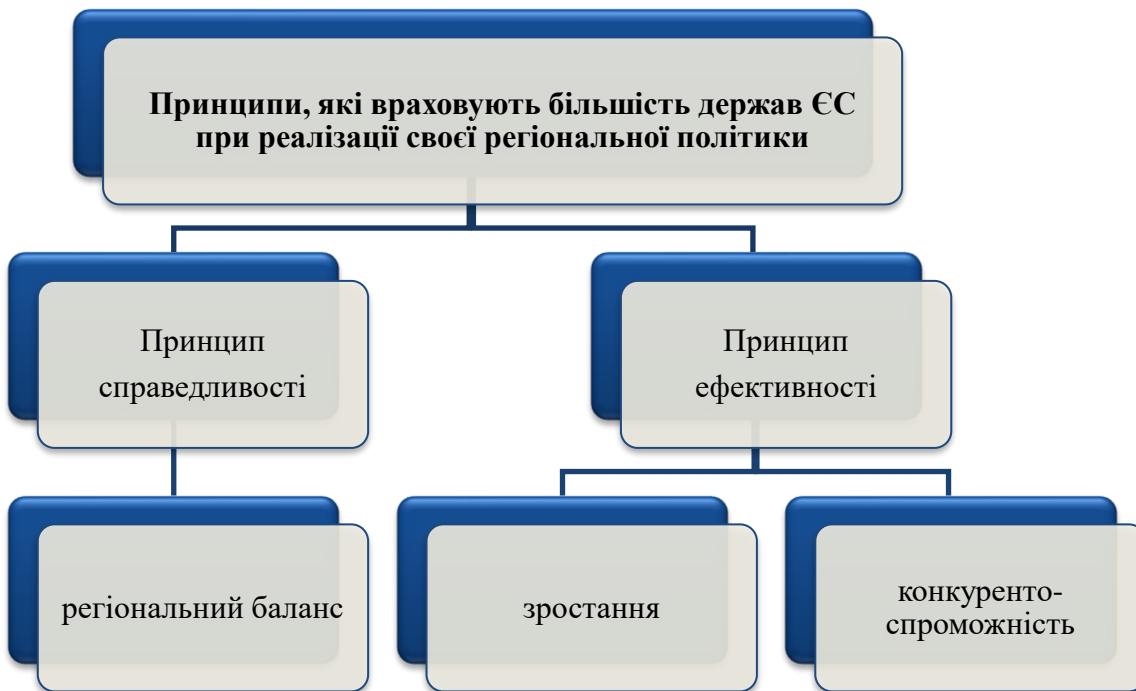 Принципи, які враховують більшість держав ЄС
при реалізації своєї регіональної політики
Принцип
справедливості
Принцип
ефективності
регіональний баланс
зростання
конкуренто-
спроможність